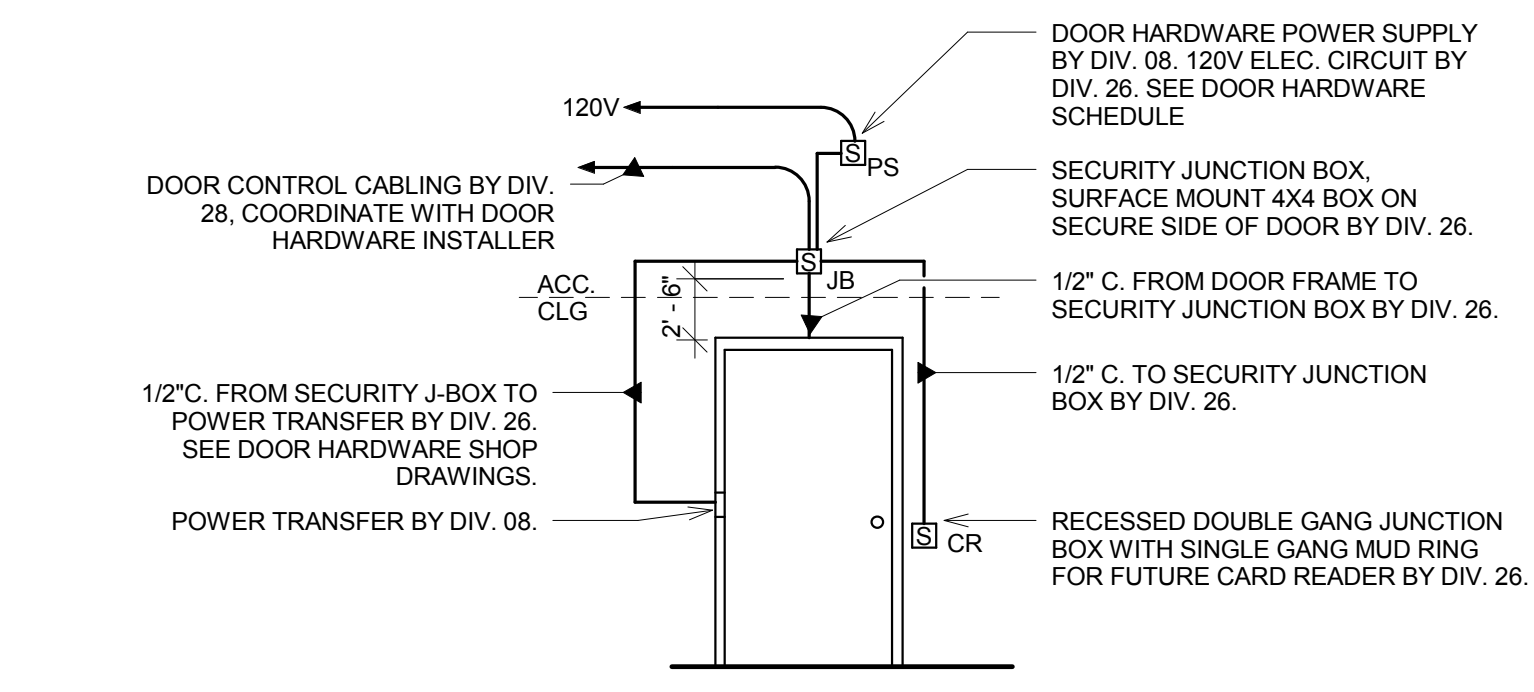 DOOR HARDWARE POWER SUPPLY
BY DIV. 08. 120V ELEC. CIRCUIT BY
DIV. 26. SEE DOOR HARDWARE
SCHEDULE
120V
S
PS
DOOR CONTROL CABLING BY DIV.
28, COORDINATE WITH DOOR
HARDWARE INSTALLER
SECURITY JUNCTION BOX,
SURFACE MOUNT 4X4 BOX ON
SECURE SIDE OF DOOR BY DIV. 26.
S
JB
ACC.
CLG
2' - 6"
1/2" C. FROM DOOR FRAME TO
SECURITY JUNCTION BOX BY DIV. 26.
1/2"C. FROM SECURITY J-BOX TO
POWER TRANSFER BY DIV. 26.
SEE DOOR HARDWARE SHOP
DRAWINGS.
1/2" C. TO SECURITY JUNCTION
BOX BY DIV. 26.
POWER TRANSFER BY DIV. 08.
S
CR
RECESSED DOUBLE GANG JUNCTION
BOX WITH SINGLE GANG MUD RING
FOR FUTURE CARD READER BY DIV. 26.